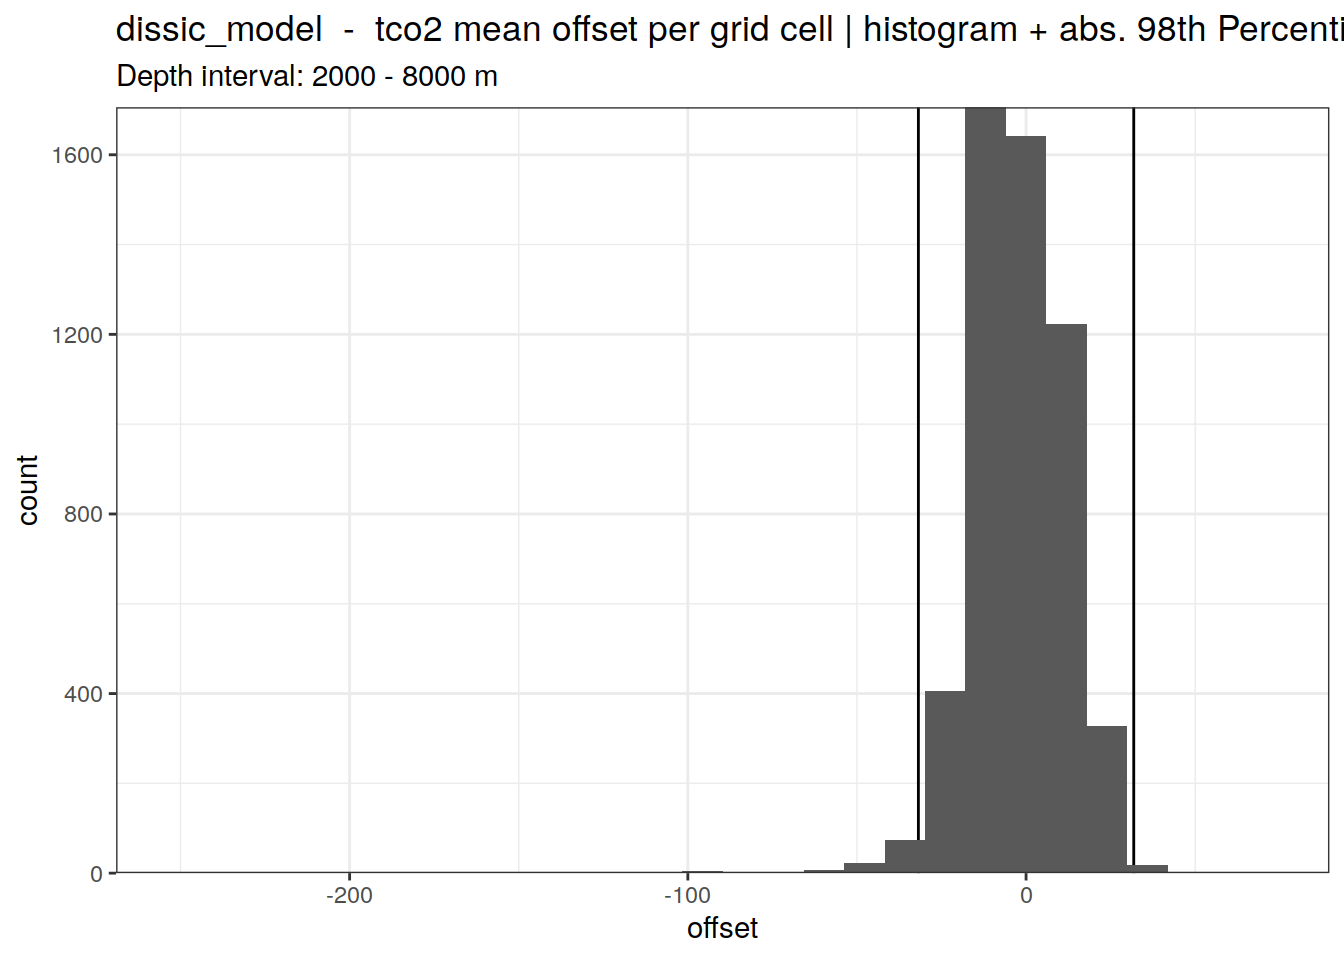 dissic_model  -  tco2 mean offset per grid cell | histogram + abs. 98th Percenti
Depth interval: 2000 - 8000 m
1600
1200
800
400
0
count
-200
-100
0
offset